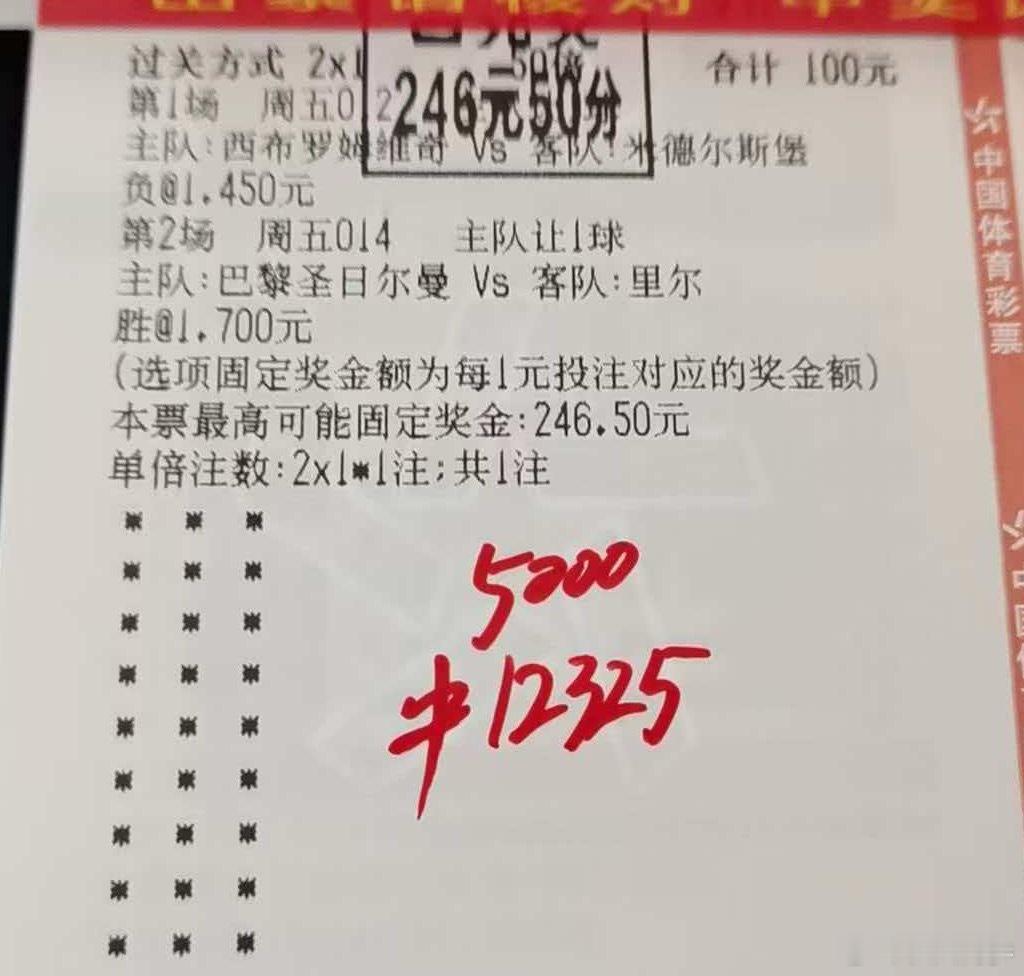 过关方式 2x1 50倍 合计 100元
246元50分
第1场 周五012
主队:西布罗姆维奇 Vs 客队:米德尔斯堡
负@1.450元
第2场 周五014 主队让1球
主队:巴黎圣日尔曼 Vs 客队:里尔
胜@1.700元
(选项固定奖金额为每1元投注对应的奖金额)
本票最高可能固定奖金:246.50元
单倍注数:2x1*1注;共1注
* * *
* * *
* * *
* * *
* * *
* * *
* * *
* * *
* * *
5000
中12325
中国体育彩票